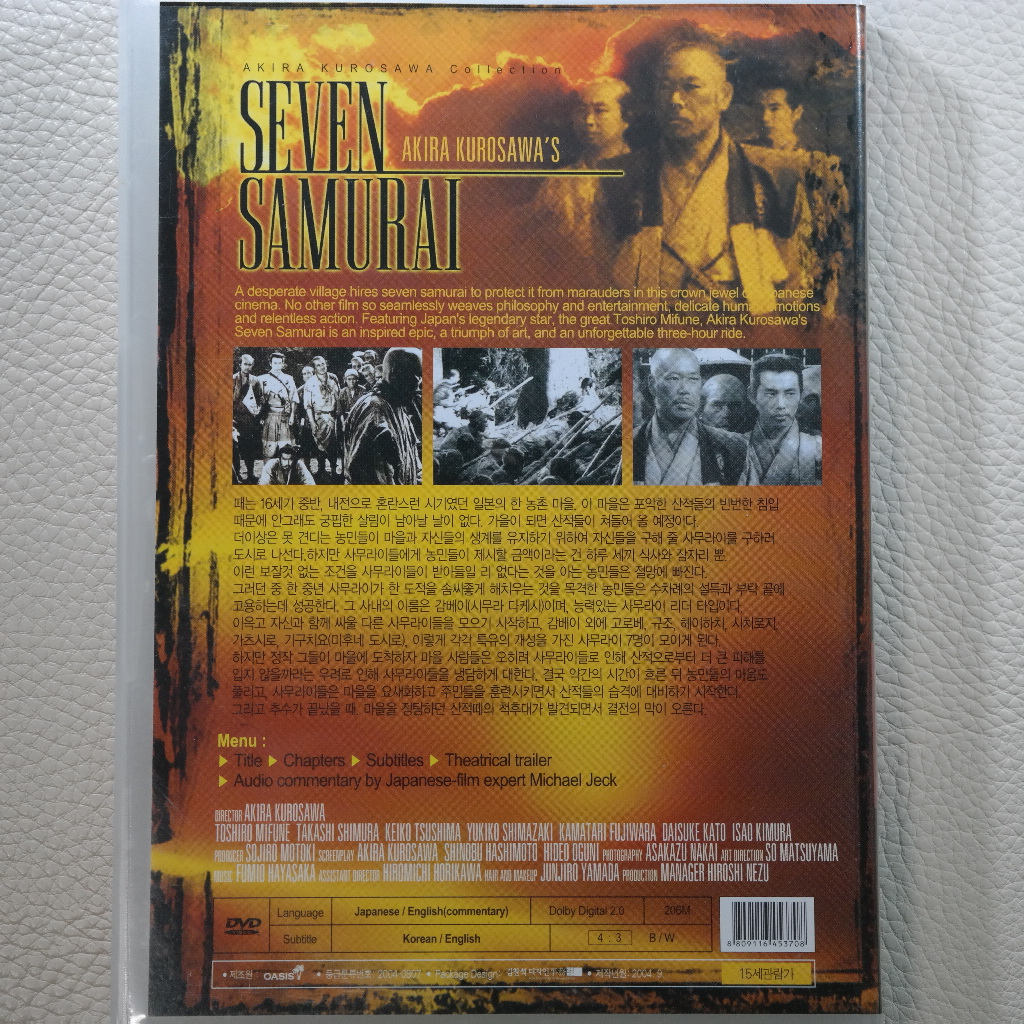 AKIRA KUROSAWA Collection
SEVEN
AKIRA KUROSAWA'S
SAMURAI
A desperate village hires seven samurai to protect it from marauders in this crown jewel of Japanese
cinema. No other film so seamlessly weaves philosophy and entertainment, delicate human emotions
and relentless action. Featuring Japan's legendary star, the great Toshiro Mifune, Akira Kurosawa's
Seven Samurai is an inspired epic, a triumph of art, and an unforgettable three-hour ride.
때는 16세기 중반, 내전으로 혼란스런 시기였던 일본의 한 농촌 마을, 이 마을은 포악한 산적들의 빈번한 침입
때문에 안그래도 궁핍한 살림이 남아날 날이 없다. 가을이 되면 산적들이 쳐들어 올 예정이다.
더이상은 못 견디는 농민들이 마을과 자신들의 생계를 유지하기 위하여 자신들을 구해 줄 사무라이를 구하러
도시로 나선다.하지만 사무라이들에게 농민들이 제시할 금액이라는 건 하루 세끼 식사와 잠자리 뿐.
이런 보잘것 없는 조건을 사무라이들이 받아들일 리 없다는 것을 아는 농민들은 절망에 빠진다.
그러던 중 한 중년 사무라이가 한 도적을 솜씨좋게 해치우는 것을 목격한 농민들은 수차례의 설득과 부탁 끝에
고용하는데 성공한다. 그 사내의 이름은 감베이(시무라 다케시)이며, 능력있는 사무라이 리더 타입이다.
이윽고 자신과 함께 싸울 다른 사무라이들을 모으기 시작하고, 감베이 외에 고로베, 규조, 헤이하치, 시치로지,
가츠시로, 기구치요(미후네 도시로), 이렇게 각각 특유의 개성을 가진 사무라이 7명이 모이게 된다.
하지만 정작 그들이 마을에 도착하자 마을 사람들은 오히려 사무라이들로 인해 산적으로부터 더 큰 피해를
입지 않을까라는 우려로 인해 사무라이들을 냉담하게 대한다. 결국 약간의 시간이 흐른 뒤 농민들의 마음도
풀리고, 사무라이들은 마을을 요새화하고 주민들을 훈련시키면서 산적들의 습격에 대비하기 시작한다.
그리고 추수가 끝났을 때, 마을을 정탐하던 산적떼의 척후대가 발견되면서 결전의 막이 오른다.
Menu :
Title Chapters Subtitles Theatrical trailer
Audio commentary by Japanese-film expert Michael Jeck
DIRECTOR AKIRA KUROSAWA
TOSHIRO MIFUNE TAKASHI SHIMURA KEIKO TSUSHIMA YUKIKO SHIMAZAKI KAMATARI FUJIWARA DAISUKE KATO ISAO KIMURA
PRODUCER SOJIRO MOTOKI SCREENPLAY AKIRA KUROSAWA SHINOBU HASHIMOTO HIDEO OGUNI PHOTOGRAPHY ASAKAZU NAKAI ART DIRECTION SO MATSUYAMA
MUSIC FUMIO HAYASAKA ASSISTANT DIRECTOR HIROMICHI HORIKAWA HAIR AND MAKEUP JUNJIRO YAMADA PRODUCTION MANAGER HIROSHI NEZU
DVD Language Japanese / English(commentary) Dolby Digital 2.0 206M
Subtitle Korean / English 4 : 3 B / W
8 809116 453708
• 제조원 : OASIS • 등급분류번호 : 2004-0907 • Package Design : • 제작년월 : 2004. 9. 15세관람가